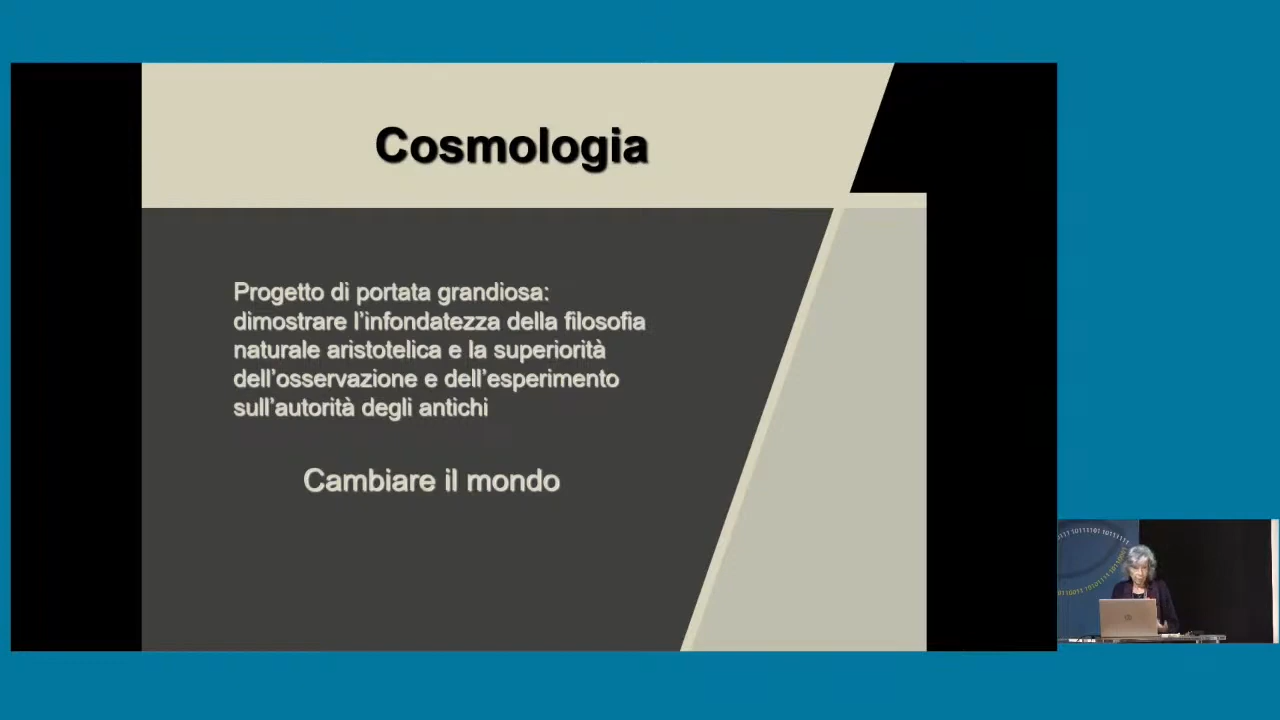 Cosmologia
Progetto di portata grandiosa:
dimostrare l’infondatezza della filosofia
naturale aristotelica e la superiorità
dell’osservazione e dell’esperimento
sull’autorità degli antichi
Cambiare il mondo